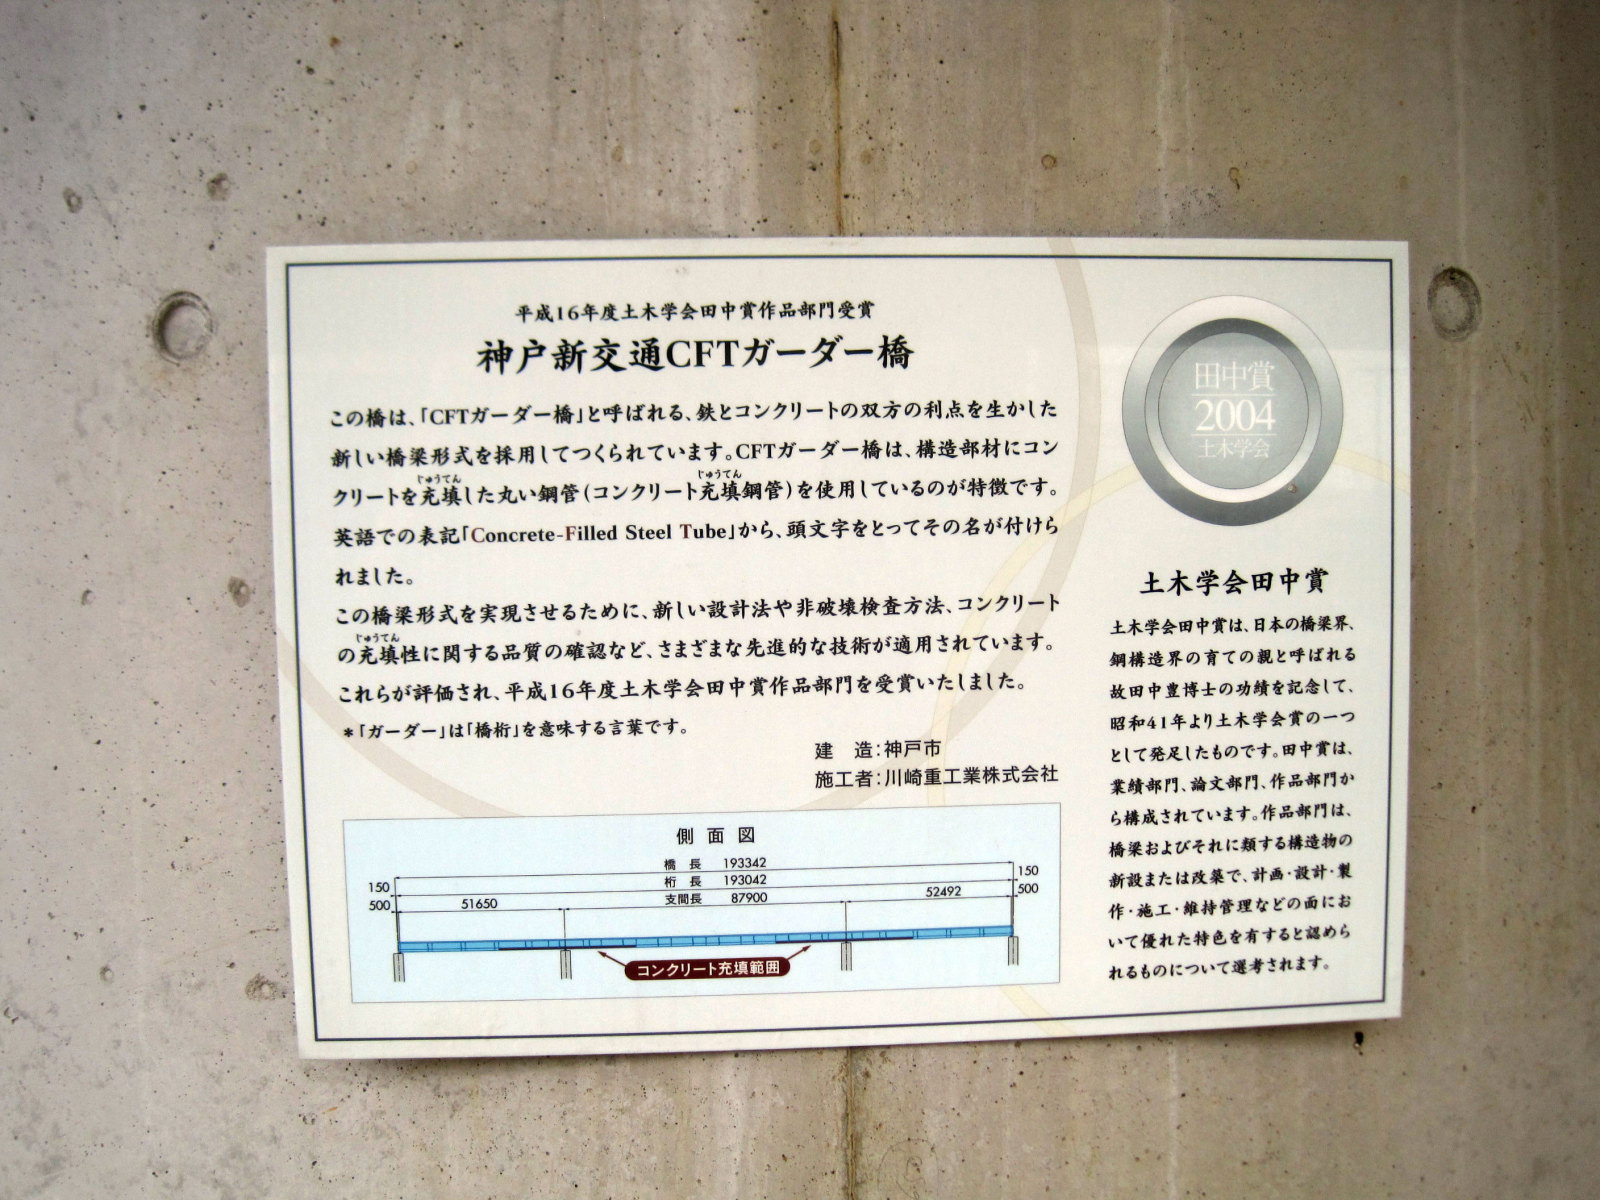 平成16年度土木学会田中賞作品部門受賞
神戸新交通CFTガーダー橋
この橋は、「CFTガーダー橋」と呼ばれる、鉄とコンクリートの双方の利点を生かした
新しい橋梁形式を採用してつくられています。CFTガーダー橋は、構造部材にコン
じゅうてん じゅうてん
クリートを充填した丸い鋼管(コンクリート充填鋼管)を使用しているのが特徴です。
英語での表記「Concrete-Filled Steel Tube」から、頭文字をとってその名が付けら
れました。
この橋梁形式を実現させるために、新しい設計法や非破壊検査方法、コンクリート
じゅうてん
の充填性に関する品質の確認など、さまざまな先進的な技術が適用されています。
これらが評価され、平成16年度土木学会田中賞作品部門を受賞いたしました。
*「ガーダー」は「橋桁」を意味する言葉です。
建 造:神戸市
施工者:川崎重工業株式会社
側面図
橋 長 193342
桁 長 193042
支間長 87900
150
500
51650
52492
150
500
コンクリート充填範囲
田中賞
2004
土木学会
土木学会田中賞
土木学会田中賞は、日本の橋梁界、
鋼構造界の育ての親と呼ばれる
故田中豊博士の功績を記念して、
昭和41年より土木学会賞の一つ
として発足したものです。田中賞は、
業績部門、論文部門、作品部門か
ら構成されています。作品部門は、
橋梁およびそれに類する構造物の
新設または改築で、計画・設計・製
作・施工・維持管理などの面にお
いて優れた特色を有すると認めら
れるものについて選考されます。